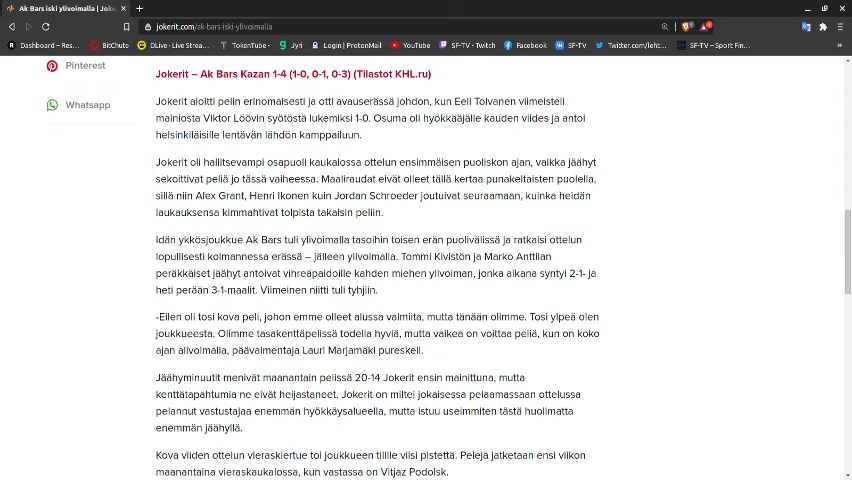 Ak Bars iski ylivoimalla | Joke
jokerit.com/ak-bars-iski-ylivoimalla
Dashboard – Res…
BitChute
DLive · Live Strea…
TokenTube -
Jyri
Login | ProtonMail
YouTube
SF-TV - Twitch
Facebook
SF-TV
Twitter.com/leht…
SF-TV – Sport Fin…
Pinterest
Whatsapp
Jokerit – Ak Bars Kazan 1-4 (1-0, 0-1, 0-3) (Tilastot KHL.ru)
Jokerit aloitti pelin erinomaisesti ja otti avauserässä johdon, kun Eeli Tolvanen viimeisteli
mainiosta Viktor Löövin syötöstä lukemiksi 1-0. Osuma oli hyökkääjälle kauden viides ja antoi
helsinkiläisille lentävän lähdön kamppailuun.
Jokerit oli hallitsevampi osapuoli kaukalossa ottelun ensimmäisen puoliskon ajan, vaikka jäähyt
sekoittivat peliä jo tässä vaiheessa. Maaliraudat eivät olleet tällä kertaa punakeltaisten puolella,
sillä niin Alex Grant, Henri Ikonen kuin Jordan Schroeder joutuivat seuraamaan, kuinka heidän
laukauksensa kimmahtivat tolpista takaisin peliin.
Idän ykkösjoukkue Ak Bars tuli ylivoimalla tasoihin toisen erän puolivälissä ja ratkaisi ottelun
lopullisesti kolmannessa erässä – jälleen ylivoimalla. Tommi Kivistön ja Marko Anttilan
peräkkäiset jäähyt antoivat vihreäpaidoille kahden miehen ylivoiman, jonka aikana syntyi 2-1- ja
heti perään 3-1-maalit. Viimeinen niitti tuli tyhjiin.
-Eilen oli tosi kova peli, johon emme olleet alussa valmiita, mutta tänään olimme. Tosi ylpeä olen
joukkueesta. Olimme tasakenttäpelissä todella hyviä, mutta vaikea on voittaa peliä, kun on koko
ajan alivoimalla, päävalmentaja Lauri Marjamäki pureskeli.
Jäähyminuutit menivät maanantain pelissä 20-14 Jokerit ensin mainittuna, mutta
kenttätapahtumia ne eivät heijastaneet. Jokerit on miltei jokaisessa pelaamassaan ottelussa
pelannut vastustajaa enemmän hyökkäysalueella, mutta istuu useimmiten tästä huolimatta
enemmän jäähyllä.
Kova viiden ottelun vieraskiertue toi joukkueen tilille viisi pistettä. Pelejä jatketaan ensi viikon
maanantaina vieraskaukalossa, kun vastassa on Vitjaz Podolsk.